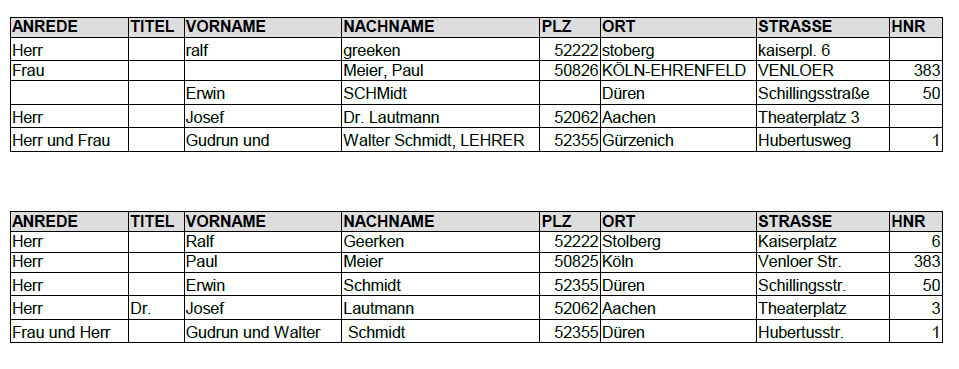 ANREDE TITEL VORNAME NACHNAME PLZ ORT STRASSE HNR
Herr ralf greeken 52222 stoberg kaiserpl. 6
Frau Meier, Paul 50826 KÖLN-EHRENFELD VENLOER 383
Erwin SCHMidt Düren Schillingsstraße 50
Herr Josef Dr. Lautmann 52062 Aachen Theaterplatz 3
Herr und Frau Gudrun und Walter Schmidt, LEHRER 52355 Gürzenich Hubertusweg 1
ANREDE TITEL VORNAME NACHNAME PLZ ORT STRASSE HNR
Herr Ralf Geerken 52222 Stolberg Kaiserplatz 6
Herr Paul Meier 50825 Köln Venloer Str. 383
Herr Erwin Schmidt 52355 Düren Schillingsstr. 50
Herr Dr. Josef Lautmann 52062 Aachen Theaterplatz 3
Frau und Herr Gudrun und Walter Schmidt 52355 Düren Hubertusstr. 1